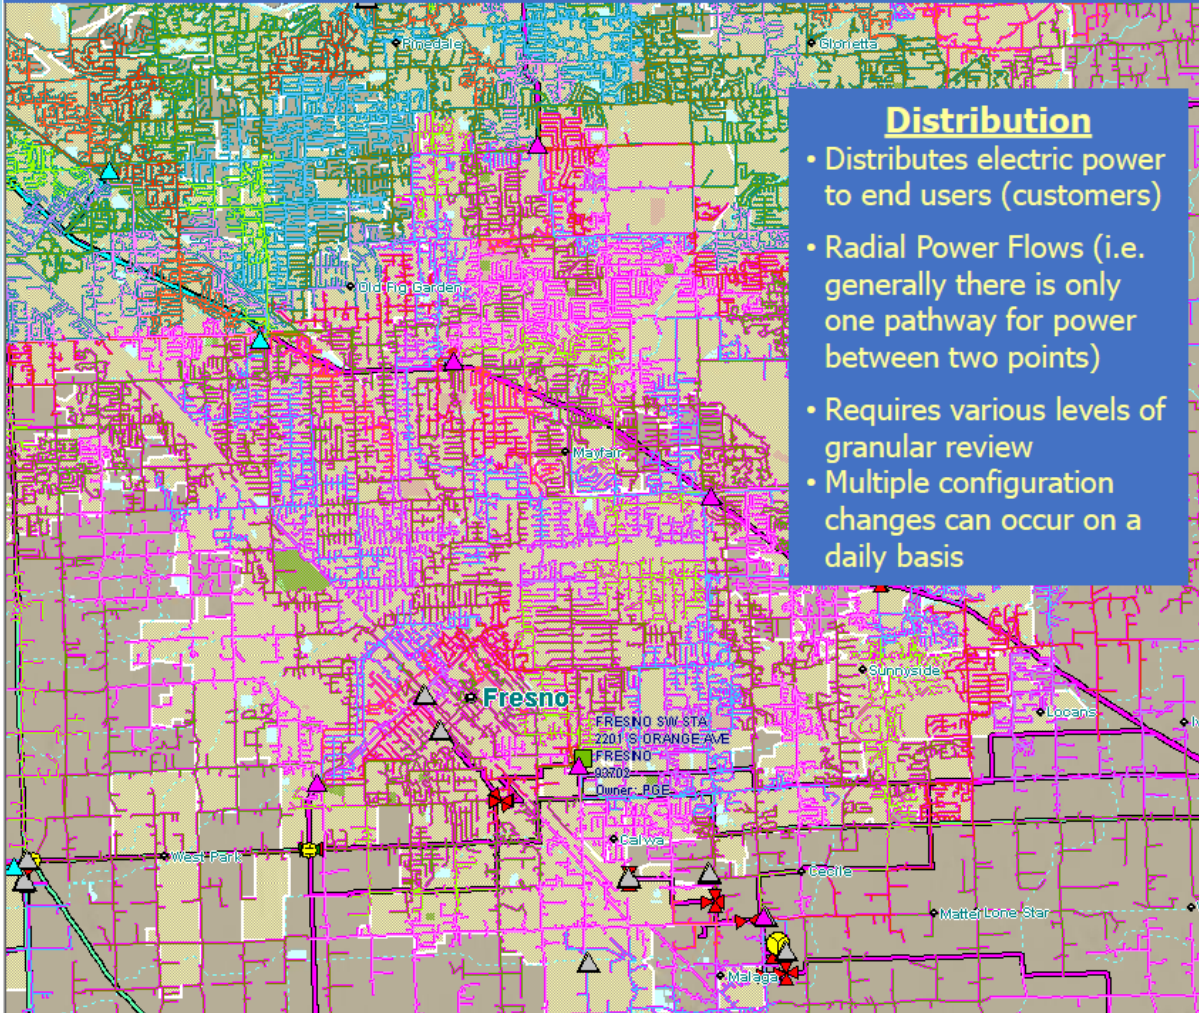 Pinedale
Glorietta
Distribution
• Distributes electric power
to end users (customers)
• Radial Power Flows (i.e.
generally there is only
one pathway for power
between two points)
• Requires various levels of
granular review
• Multiple configuration
changes can occur on a
daily basis
Old Fig Garden
Mayfair
Sunnyside
Fresno
Locans
FRESNO SW STA
2201 S ORANGE AVE
FRESNO
93702
Owner: PGE
Calwa
West Park
Cecile
Matter Lone Star
Malaga